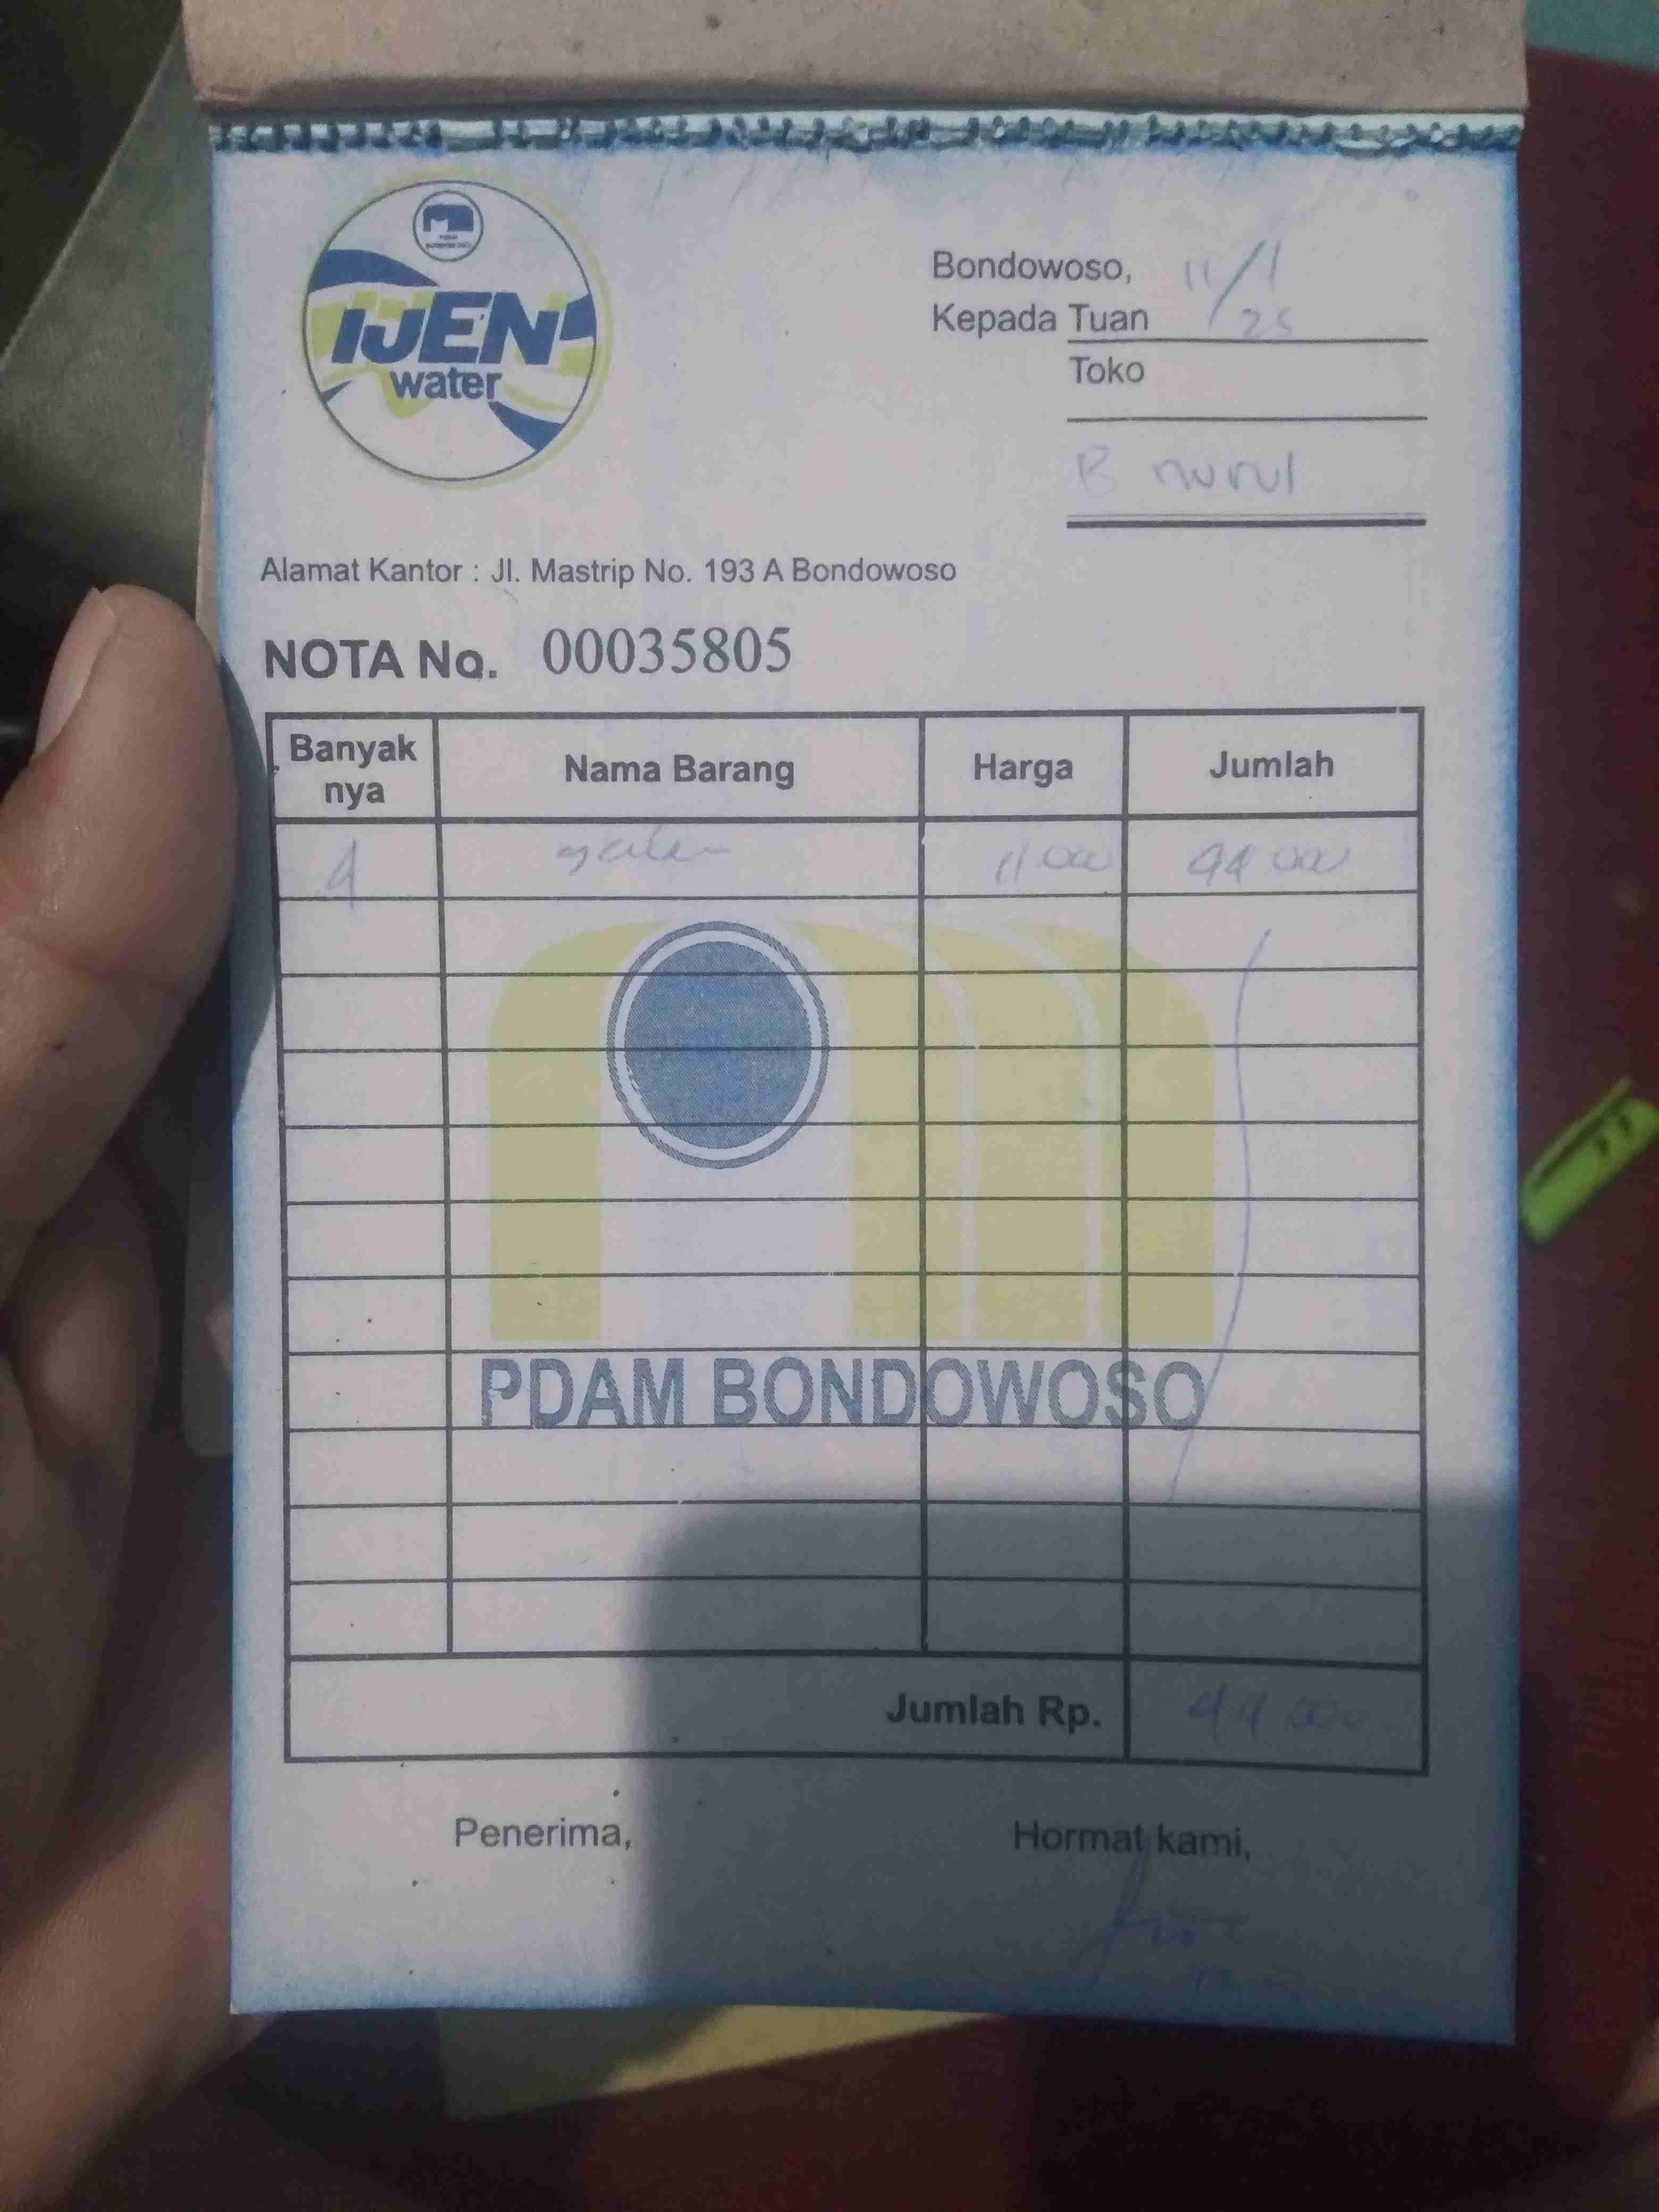 IJEN
water
Bondowoso, 11/1
25
Kepada Tuan
Toko
B nurul
Alamat Kantor : Jl. Mastrip No. 193 A Bondowoso
NOTA No. 00035805
Banyak nya Nama Barang Harga Jumlah
4 galon 11 000 44 000
PDAM BONDOWOSO
Jumlah Rp. 44 000
Penerima, Hormat kami,